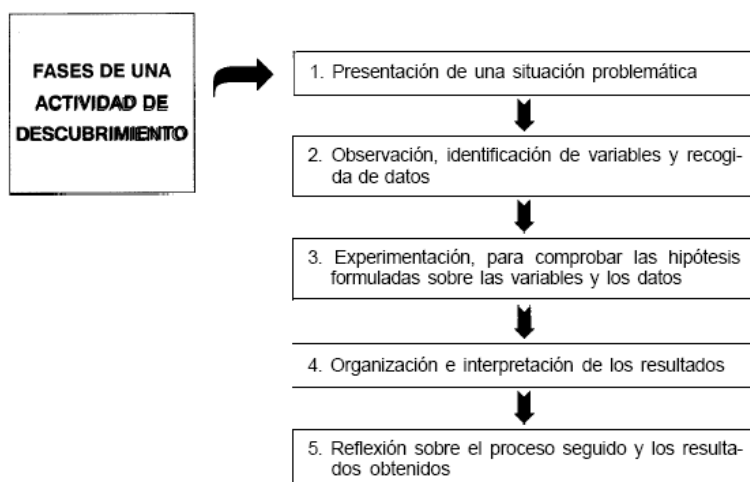 FASES DE UNA
ACTIVIDAD DE
DESCUBRIMIENTO
1. Presentación de una situación problemática
2. Observación, identificación de variables y recogi-
da de datos
3. Experimentación, para comprobar las hipótesis
formuladas sobre las variables y los datos
4. Organización e interpretación de los resultados
5. Reflexión sobre el proceso seguido y los resulta-
dos obtenidos